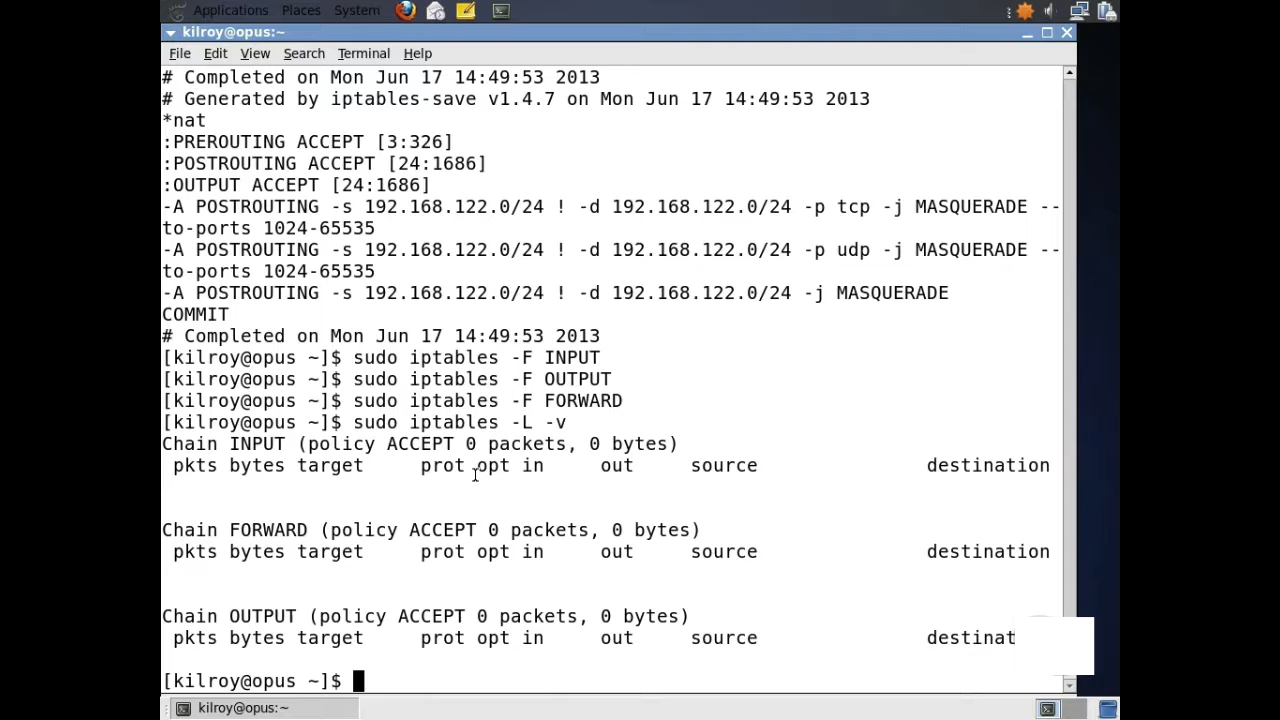 Applications Places System
kilroy@opus:~
File Edit View Search Terminal Help
# Completed on Mon Jun 17 14:49:53 2013
# Generated by iptables-save v1.4.7 on Mon Jun 17 14:49:53 2013
*nat
:PREROUTING ACCEPT [3:326]
:POSTROUTING ACCEPT [24:1686]
:OUTPUT ACCEPT [24:1686]
-A POSTROUTING -s 192.168.122.0/24 ! -d 192.168.122.0/24 -p tcp -j MASQUERADE --
to-ports 1024-65535
-A POSTROUTING -s 192.168.122.0/24 ! -d 192.168.122.0/24 -p udp -j MASQUERADE --
to-ports 1024-65535
-A POSTROUTING -s 192.168.122.0/24 ! -d 192.168.122.0/24 -j MASQUERADE
COMMIT
# Completed on Mon Jun 17 14:49:53 2013
[kilroy@opus ~]$ sudo iptables -F INPUT
[kilroy@opus ~]$ sudo iptables -F OUTPUT
[kilroy@opus ~]$ sudo iptables -F FORWARD
[kilroy@opus ~]$ sudo iptables -L -v
Chain INPUT (policy ACCEPT 0 packets, 0 bytes)
pkts bytes target prot opt in out source destination
Chain FORWARD (policy ACCEPT 0 packets, 0 bytes)
pkts bytes target prot opt in out source destination
Chain OUTPUT (policy ACCEPT 0 packets, 0 bytes)
pkts bytes target prot opt in out source destinat
[kilroy@opus ~]$
kilroy@opus:~